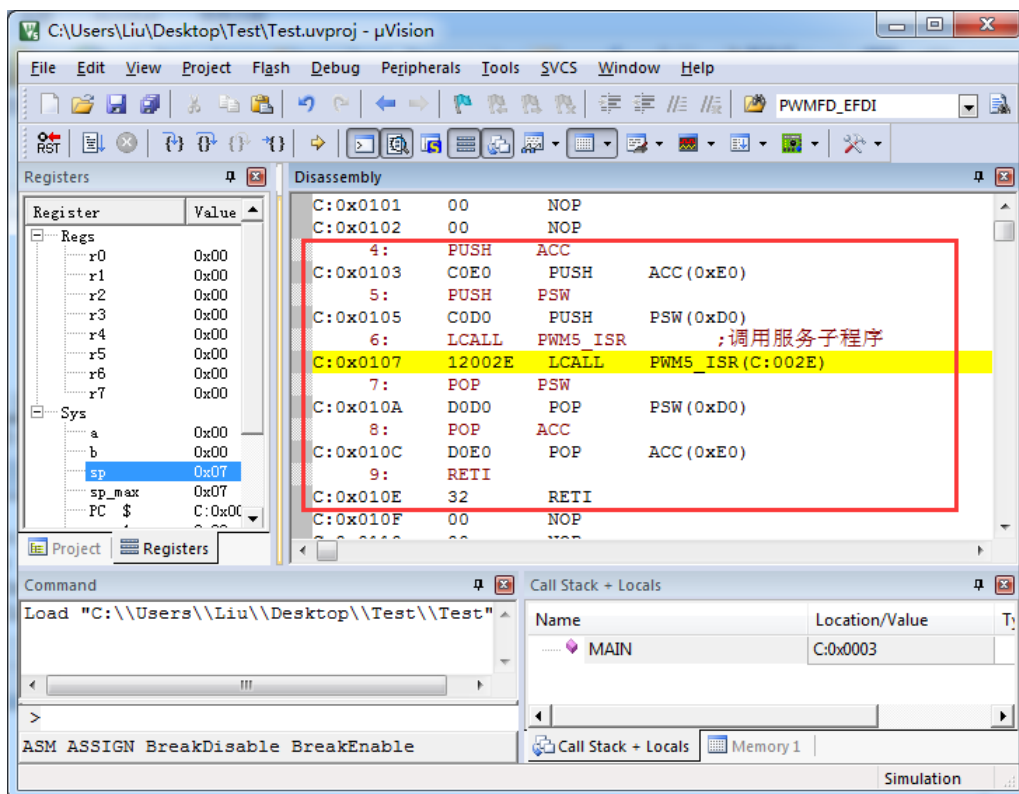 C:\Users\Liu\Desktop\Test\Test.uvproj - µVision
File Edit View Project Flash Debug Peripherals Tools SVCS Window Help
PWMFD_EFDI
RST
Registers
Register Value
Regs
r0 0x00
r1 0x00
r2 0x00
r3 0x00
r4 0x00
r5 0x00
r6 0x00
r7 0x00
Sys
a 0x00
b 0x00
sp 0x07
sp_max 0x07
PC $ C:0x00
Project Registers
Disassembly
C:0x0101 00 NOP
C:0x0102 00 NOP
4: PUSH ACC
C:0x0103 C0E0 PUSH ACC(0xE0)
5: PUSH PSW
C:0x0105 C0D0 PUSH PSW(0xD0)
6: LCALL PWM5_ISR ;调用服务子程序
C:0x0107 12002E LCALL PWM5_ISR(C:002E)
7: POP PSW
C:0x010A D0D0 POP PSW(0xD0)
8: POP ACC
C:0x010C D0E0 POP ACC(0xE0)
9: RETI
C:0x010E 32 RETI
C:0x010F 00 NOP
Command
Load "C:\\Users\\Liu\\Desktop\\Test\\Test"
>
ASM ASSIGN BreakDisable BreakEnable
Call Stack + Locals
Name Location/Value
MAIN C:0x0003
Call Stack + Locals Memory 1
Simulation